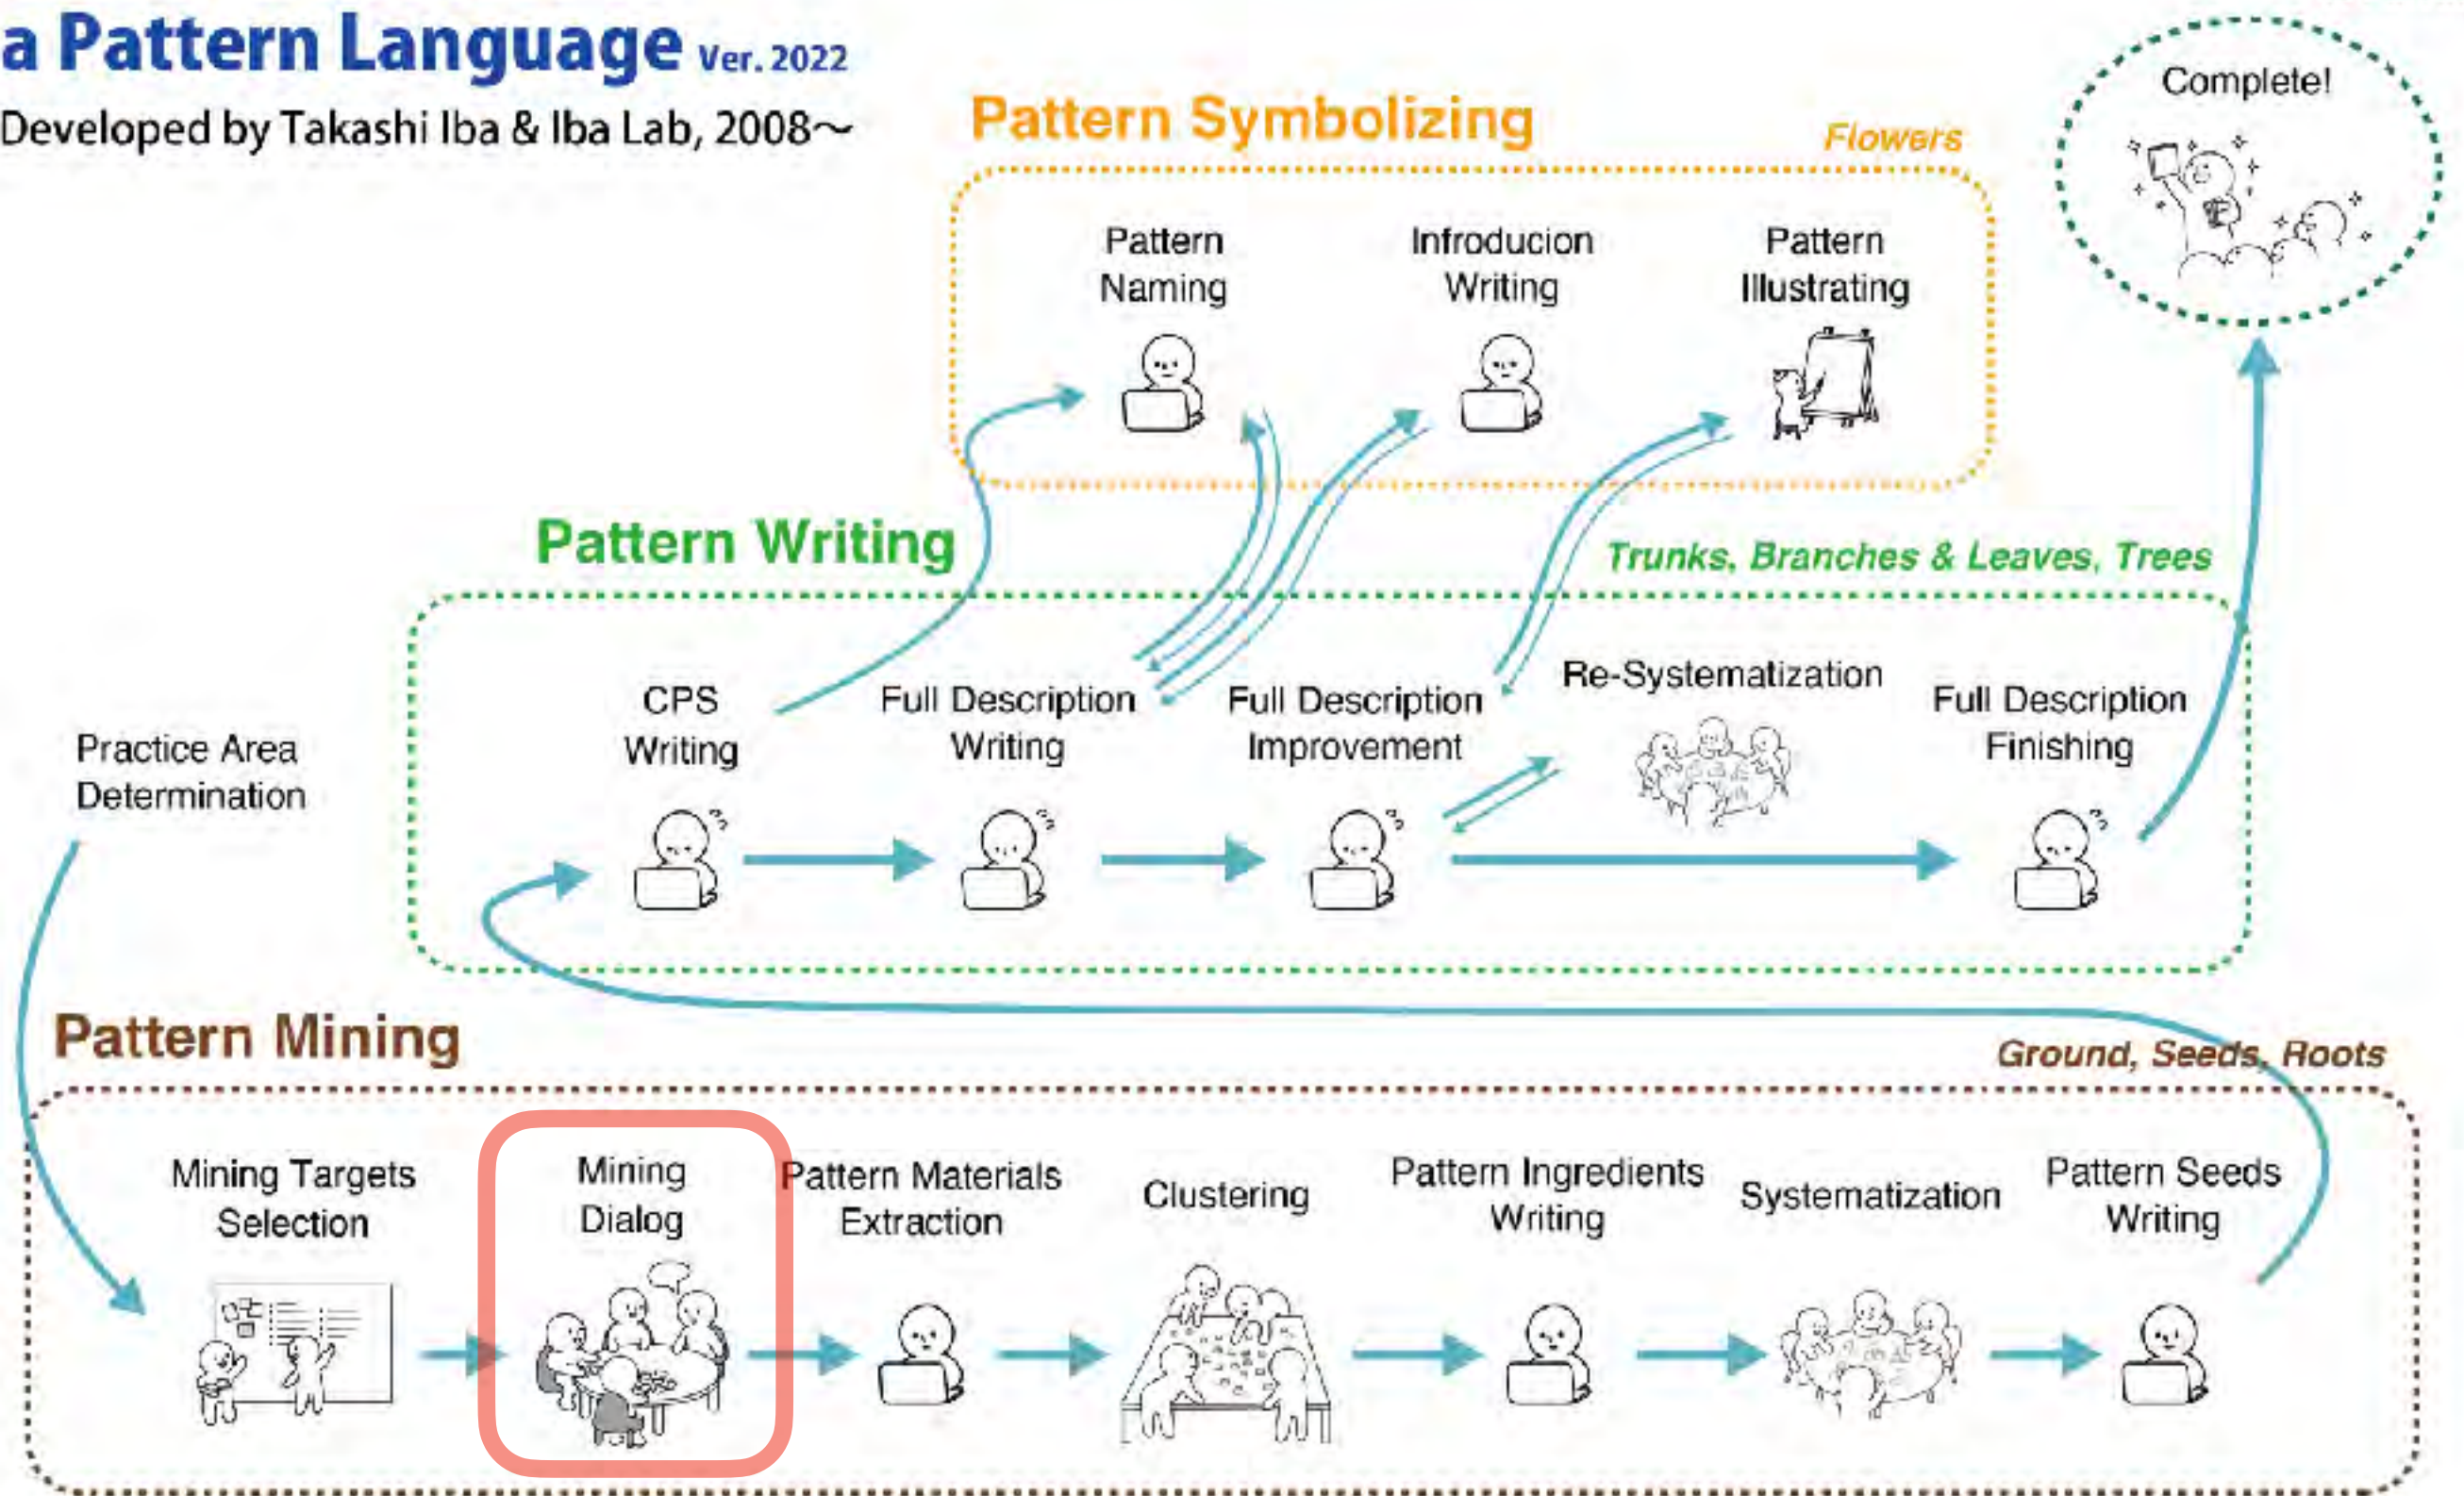 a Pattern Language Ver. 2022
Developed by Takashi Iba & Iba Lab, 2008～
Complete!
Pattern Symbolizing
Flowers
Pattern
Naming
Infroducion
Writing
Pattern
Illustrating
Pattern Writing
Trunks, Branches & Leaves, Trees
Practice Area
Determination
CPS
Writing
Full Description
Writing
Full Description
Improvement
Re-Systematization
Full Description
Finishing
Pattern Mining
Ground, Seeds, Roots
Mining Targets
Selection
Mining
Dialog
Pattern Materials
Extraction
Clustering
Pattern Ingredients
Writing
Systematization
Pattern Seeds
Writing